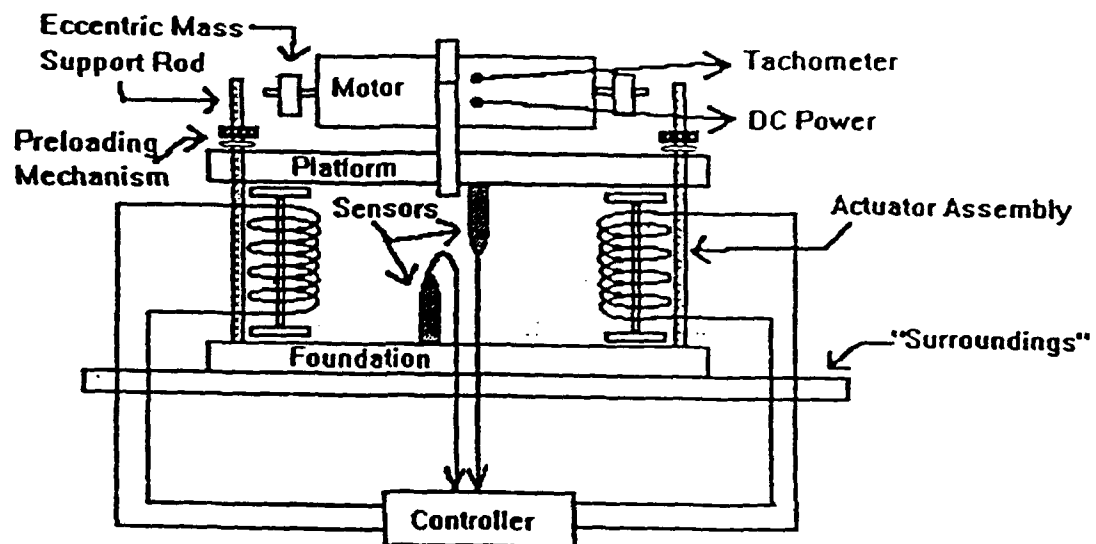 Eccentric Mass
Support Rod
Motor
Tachometer
DC Power
Preloading
Mechanism
Platform
Sensors
Actuator Assembly
Foundation
"Surroundings"
Controller